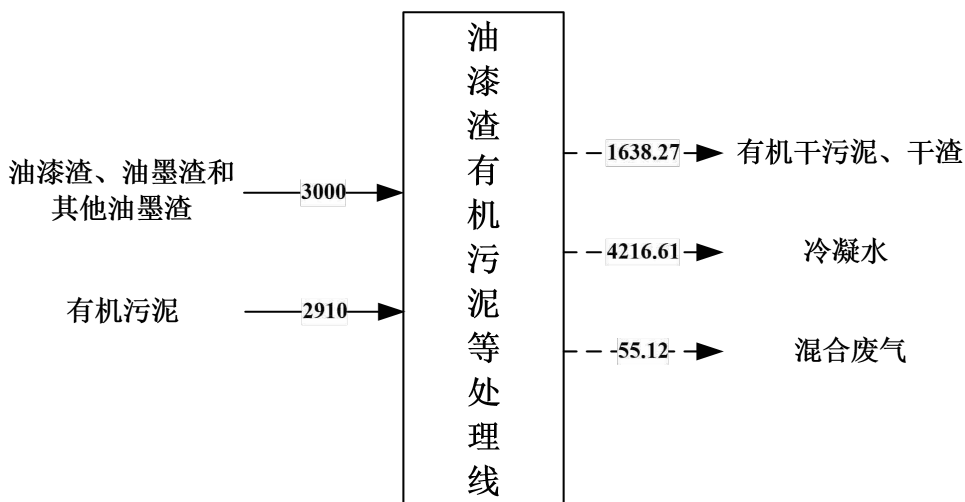 油漆渣、油墨渣和
其他油墨渣
3000
有机污泥
2910
油
漆
渣
有
机
污
泥
等
处
理
线
1638.27
有机干污泥、干渣
4216.61
冷凝水
55.12
混合废气